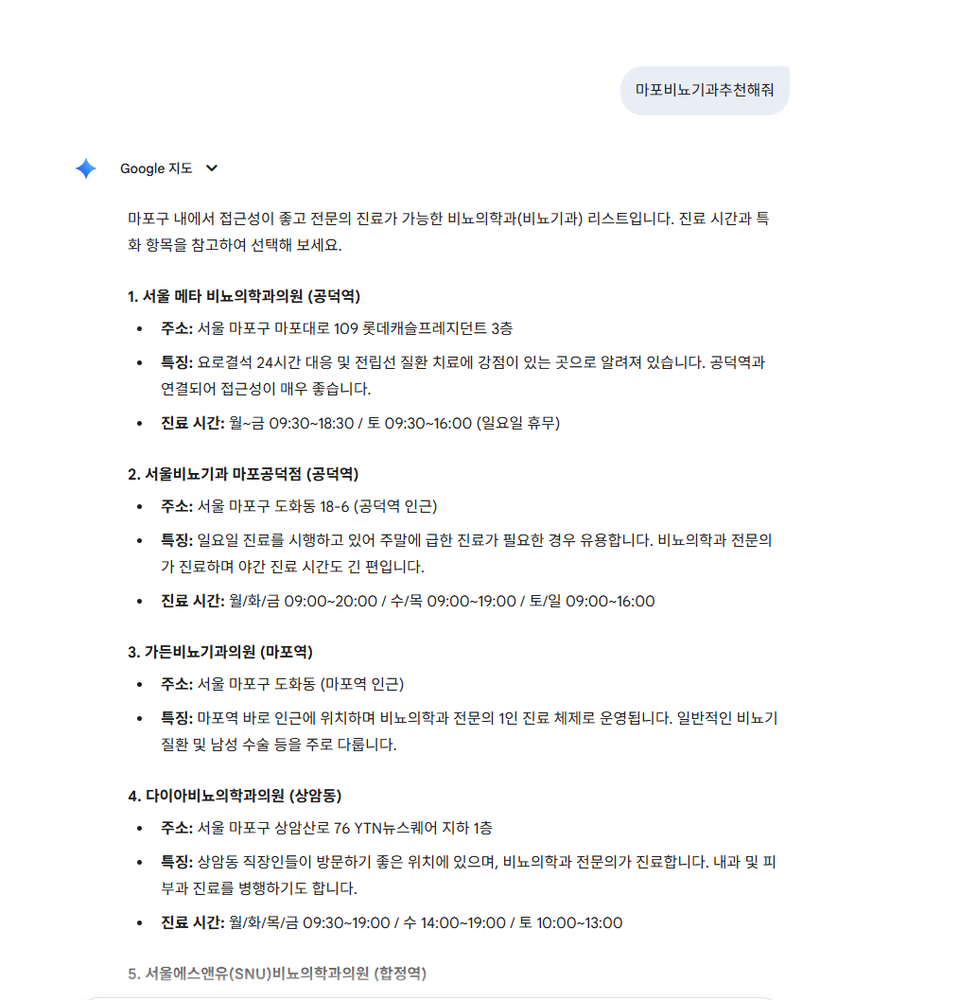 마포비뇨기과추천해줘
Google 지도
마포구 내에서 접근성이 좋고 전문의 진료가 가능한 비뇨의학과(비뇨기과) 리스트입니다. 진료 시간과 특
화 항목을 참고하여 선택해 보세요.
1. 서울 메타 비뇨의학과의원 (공덕역)
• 주소: 서울 마포구 마포대로 109 롯데캐슬프레지던트 3층
• 특징: 요로결석 24시간 대응 및 전립선 질환 치료에 강점이 있는 곳으로 알려져 있습니다. 공덕역과
연결되어 접근성이 매우 좋습니다.
• 진료 시간: 월~금 09:30~18:30 / 토 09:30~16:00 (일요일 휴무)
2. 서울비뇨기과 마포공덕점 (공덕역)
• 주소: 서울 마포구 도화동 18-6 (공덕역 인근)
• 특징: 일요일 진료를 시행하고 있어 주말에 급한 진료가 필요한 경우 유용합니다. 비뇨의학과 전문의
가 진료하며 야간 진료 시간도 긴 편입니다.
• 진료 시간: 월/화/금 09:00~20:00 / 수/목 09:00~19:00 / 토/일 09:00~16:00
3. 가든비뇨기과의원 (마포역)
• 주소: 서울 마포구 도화동 (마포역 인근)
• 특징: 마포역 바로 인근에 위치하며 비뇨의학과 전문의 1인 진료 체제로 운영됩니다. 일반적인 비뇨기
질환 및 남성 수술 등을 주로 다룹니다.
4. 다이아비뇨의학과의원 (상암동)
• 주소: 서울 마포구 상암산로 76 YTN뉴스퀘어 지하 1층
• 특징: 상암동 직장인들이 방문하기 좋은 위치에 있으며, 비뇨의학과 전문의가 진료합니다. 내과 및 피
부과 진료를 병행하기도 합니다.
• 진료 시간: 월/화/목/금 09:30~19:00 / 수 14:00~19:00 / 토 10:00~13:00
5. 서울에스앤유(SNU)비뇨의학과의원 (합정역)